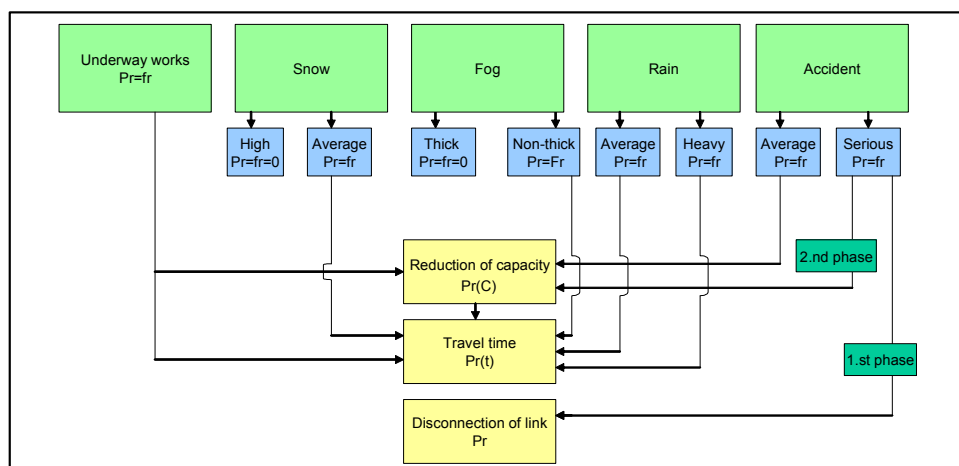 Underway works
Pr=fr
Snow
Fog
Rain
Accident
High
Pr=fr=0
Average
Pr=fr
Thick
Pr=fr=0
Non-thick
Pr=Fr
Average
Pr=fr
Heavy
Pr=fr
Average
Pr=fr
Serious
Pr=fr
2.nd phase
Reduction of capacity
Pr(C)
Travel time
Pr(t)
1.st phase
Disconnection of link
Pr